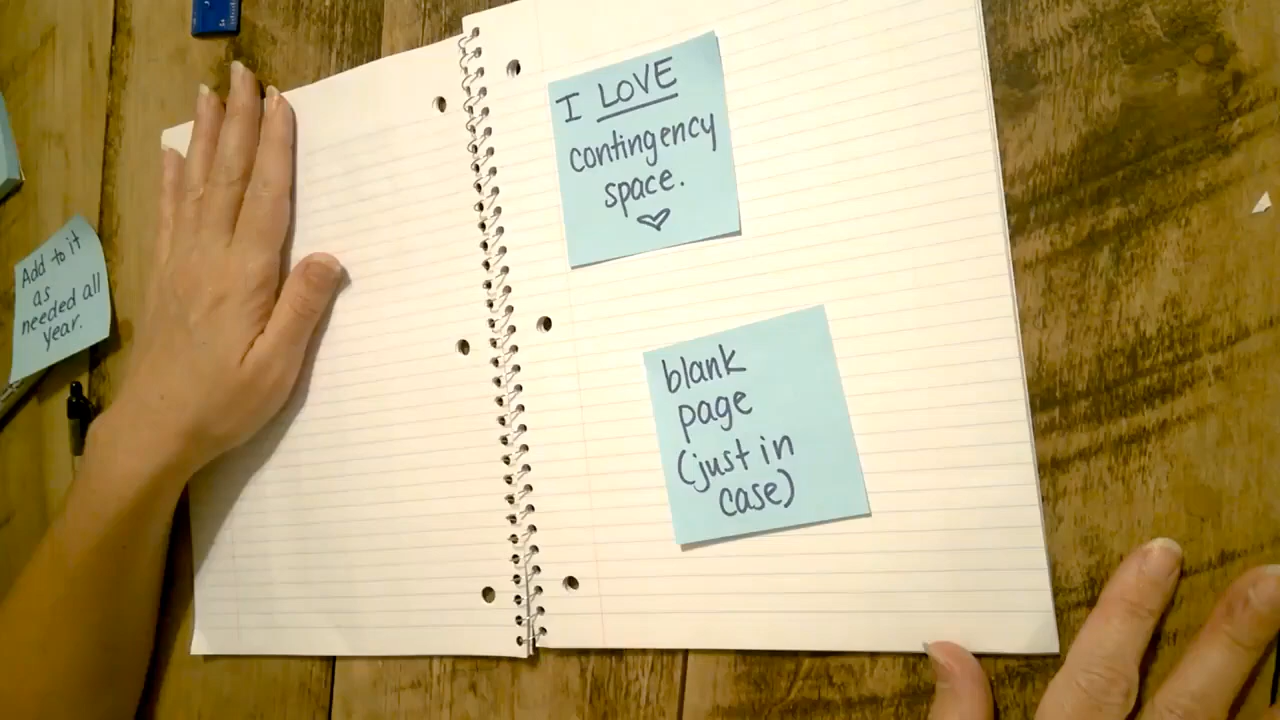 I LOVE
contingency
space.
♡
blank
page
(just in
case)
Add to it
as
needed all
year.